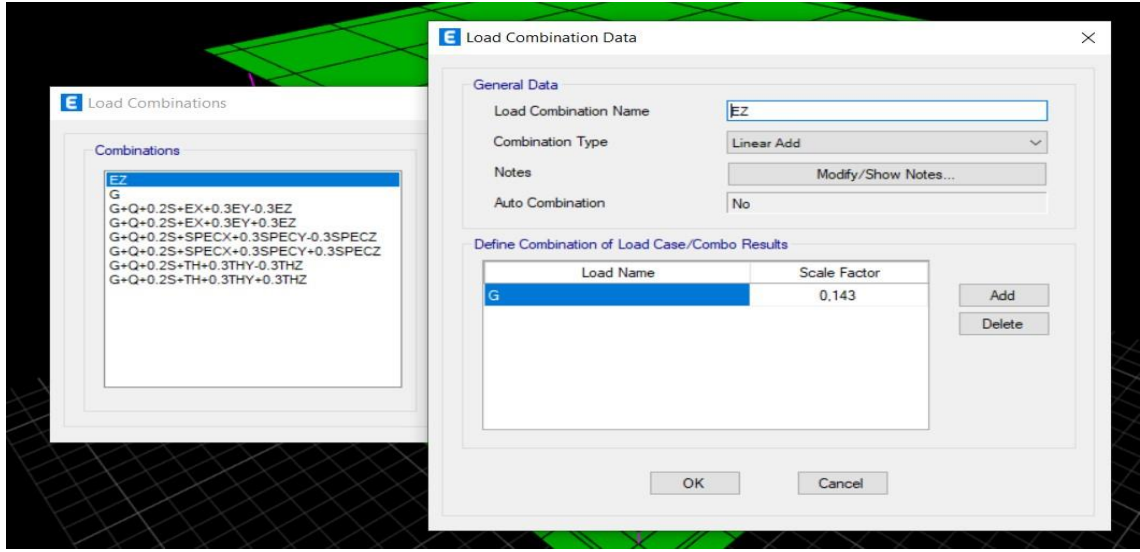 E Load Combinations
Combinations
EZ
G
G+Q+0.2S+EX+0.3EY-0.3EZ
G+Q+0.2S+EX+0.3EY+0.3EZ
G+Q+0.2S+SPECX+0.3SPECY-0.3SPECZ
G+Q+0.2S+SPECX+0.3SPECY+0.3SPECZ
G+Q+0.2S+TH+0.3THY-0.3THZ
G+Q+0.2S+TH+0.3THY+0.3THZ
E Load Combination Data
General Data
Load Combination Name EZ
Combination Type Linear Add
Notes Modify/Show Notes...
Auto Combination No
Define Combination of Load Case/Combo Results
Load Name Scale Factor
G 0,143
Add
Delete
OK Cancel